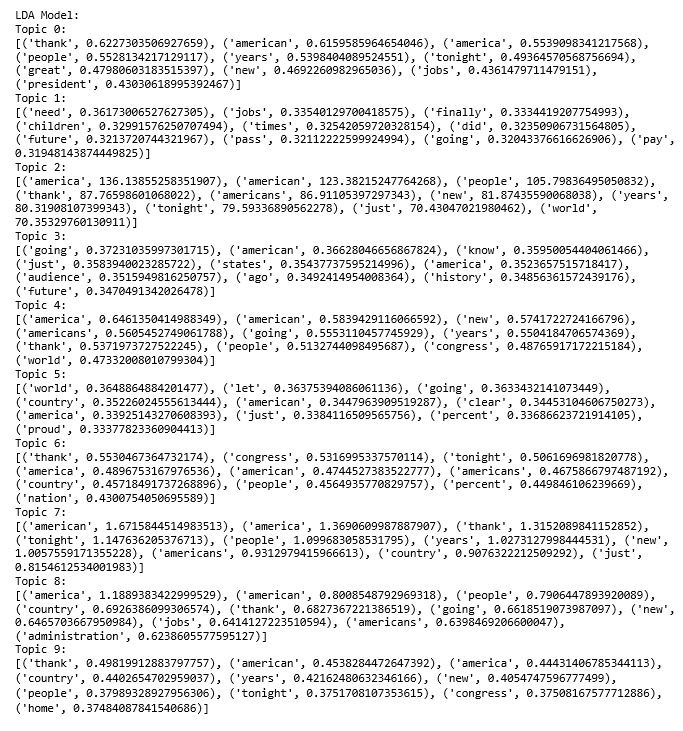 LDA Model:
Topic 0:
[('thank', 0.6227303506927659), ('american', 0.6159585964654046), ('america', 0.5539098341217568),
('people', 0.5528134217129117), ('years', 0.5398404089524551), ('tonight', 0.49364570568756694),
('great', 0.47980603183515397), ('new', 0.4692260982965036), ('jobs', 0.4361479711479151),
('president', 0.43030618995392467)]
Topic 1:
[('need', 0.36173006527627305), ('jobs', 0.33540129700418575), ('finally', 0.3334419207754993),
('children', 0.32991576250707494), ('times', 0.32542059720328154), ('did', 0.32350906731564805),
('future', 0.3213720744321967), ('pass', 0.32112222599924994), ('going', 0.32043376616626906), ('pay',
0.31948143874449825)]
Topic 2:
[('america', 136.13855258351907), ('american', 123.38215247764268), ('people', 105.79836495050832),
('thank', 87.76598601068022), ('americans', 86.91105397297343), ('new', 81.87435590068038), ('years',
80.31908107399343), ('tonight', 79.59336890562278), ('just', 70.43047021980462), ('world',
70.35329760130911)]
Topic 3:
[('going', 0.37231035997301715), ('american', 0.36628046656867824), ('know', 0.35950054404061466),
('just', 0.3583940023285722), ('states', 0.35437737595214996), ('america', 0.3523657515718417),
('audience', 0.3515949816250757), ('ago', 0.3492414954008364), ('history', 0.34856361572439176),
('future', 0.3470491342026478)]
Topic 4:
[('america', 0.6461350414988349), ('american', 0.5839429116066592), ('new', 0.5741722724166796),
('americans', 0.5605452749061788), ('going', 0.5553110457745929), ('years', 0.5504184706574369),
('thank', 0.5371973727522245), ('people', 0.5132744098495687), ('congress', 0.48765917172215184),
('world', 0.47332008010799304)]
Topic 5:
[('world', 0.3648864884201477), ('let', 0.36375394086061136), ('going', 0.3633432141073449),
('country', 0.35226024555613444), ('american', 0.3447963909519287), ('clear', 0.34453104606750273),
('america', 0.33925143270608393), ('just', 0.3384116509565756), ('percent', 0.33686623721914105),
('proud', 0.33377823360904413)]
Topic 6:
[('thank', 0.5530467364732174), ('congress', 0.5316995337570114), ('tonight', 0.5061696981820778),
('america', 0.4896753167976536), ('american', 0.4744527383522777), ('americans', 0.4675866797487192),
('country', 0.45718491737268896), ('people', 0.4564935770829757), ('percent', 0.449846106239669),
('nation', 0.4300754050695589)]
Topic 7:
[('american', 1.6715844514983513), ('america', 1.3690609987887907), ('thank', 1.3152089841152852),
('tonight', 1.147636205376713), ('people', 1.099683058531795), ('years', 1.0273127998444531), ('new',
1.0057559171355228), ('americans', 0.9312979415966613), ('country', 0.9076322212509292), ('just',
0.8154612534001983)]
Topic 8:
[('america', 1.1889383422999529), ('american', 0.8008548792969318), ('people', 0.7906447893920089),
('country', 0.6926386099306574), ('thank', 0.6827367221386519), ('going', 0.6618519073987097), ('new',
0.6465703667950984), ('jobs', 0.6414127223510594), ('americans', 0.6398469206600047),
('administration', 0.6238605577595127)]
Topic 9:
[('thank', 0.49819912883797757), ('american', 0.4538284472647392), ('america', 0.44431406785344113),
('country', 0.4402654702959037), ('years', 0.42162480632346166), ('new', 0.4054747596777499),
('people', 0.37989328927956306), ('tonight', 0.3751708107353615), ('congress', 0.37508167577712886),
('home', 0.37484087841540686)]